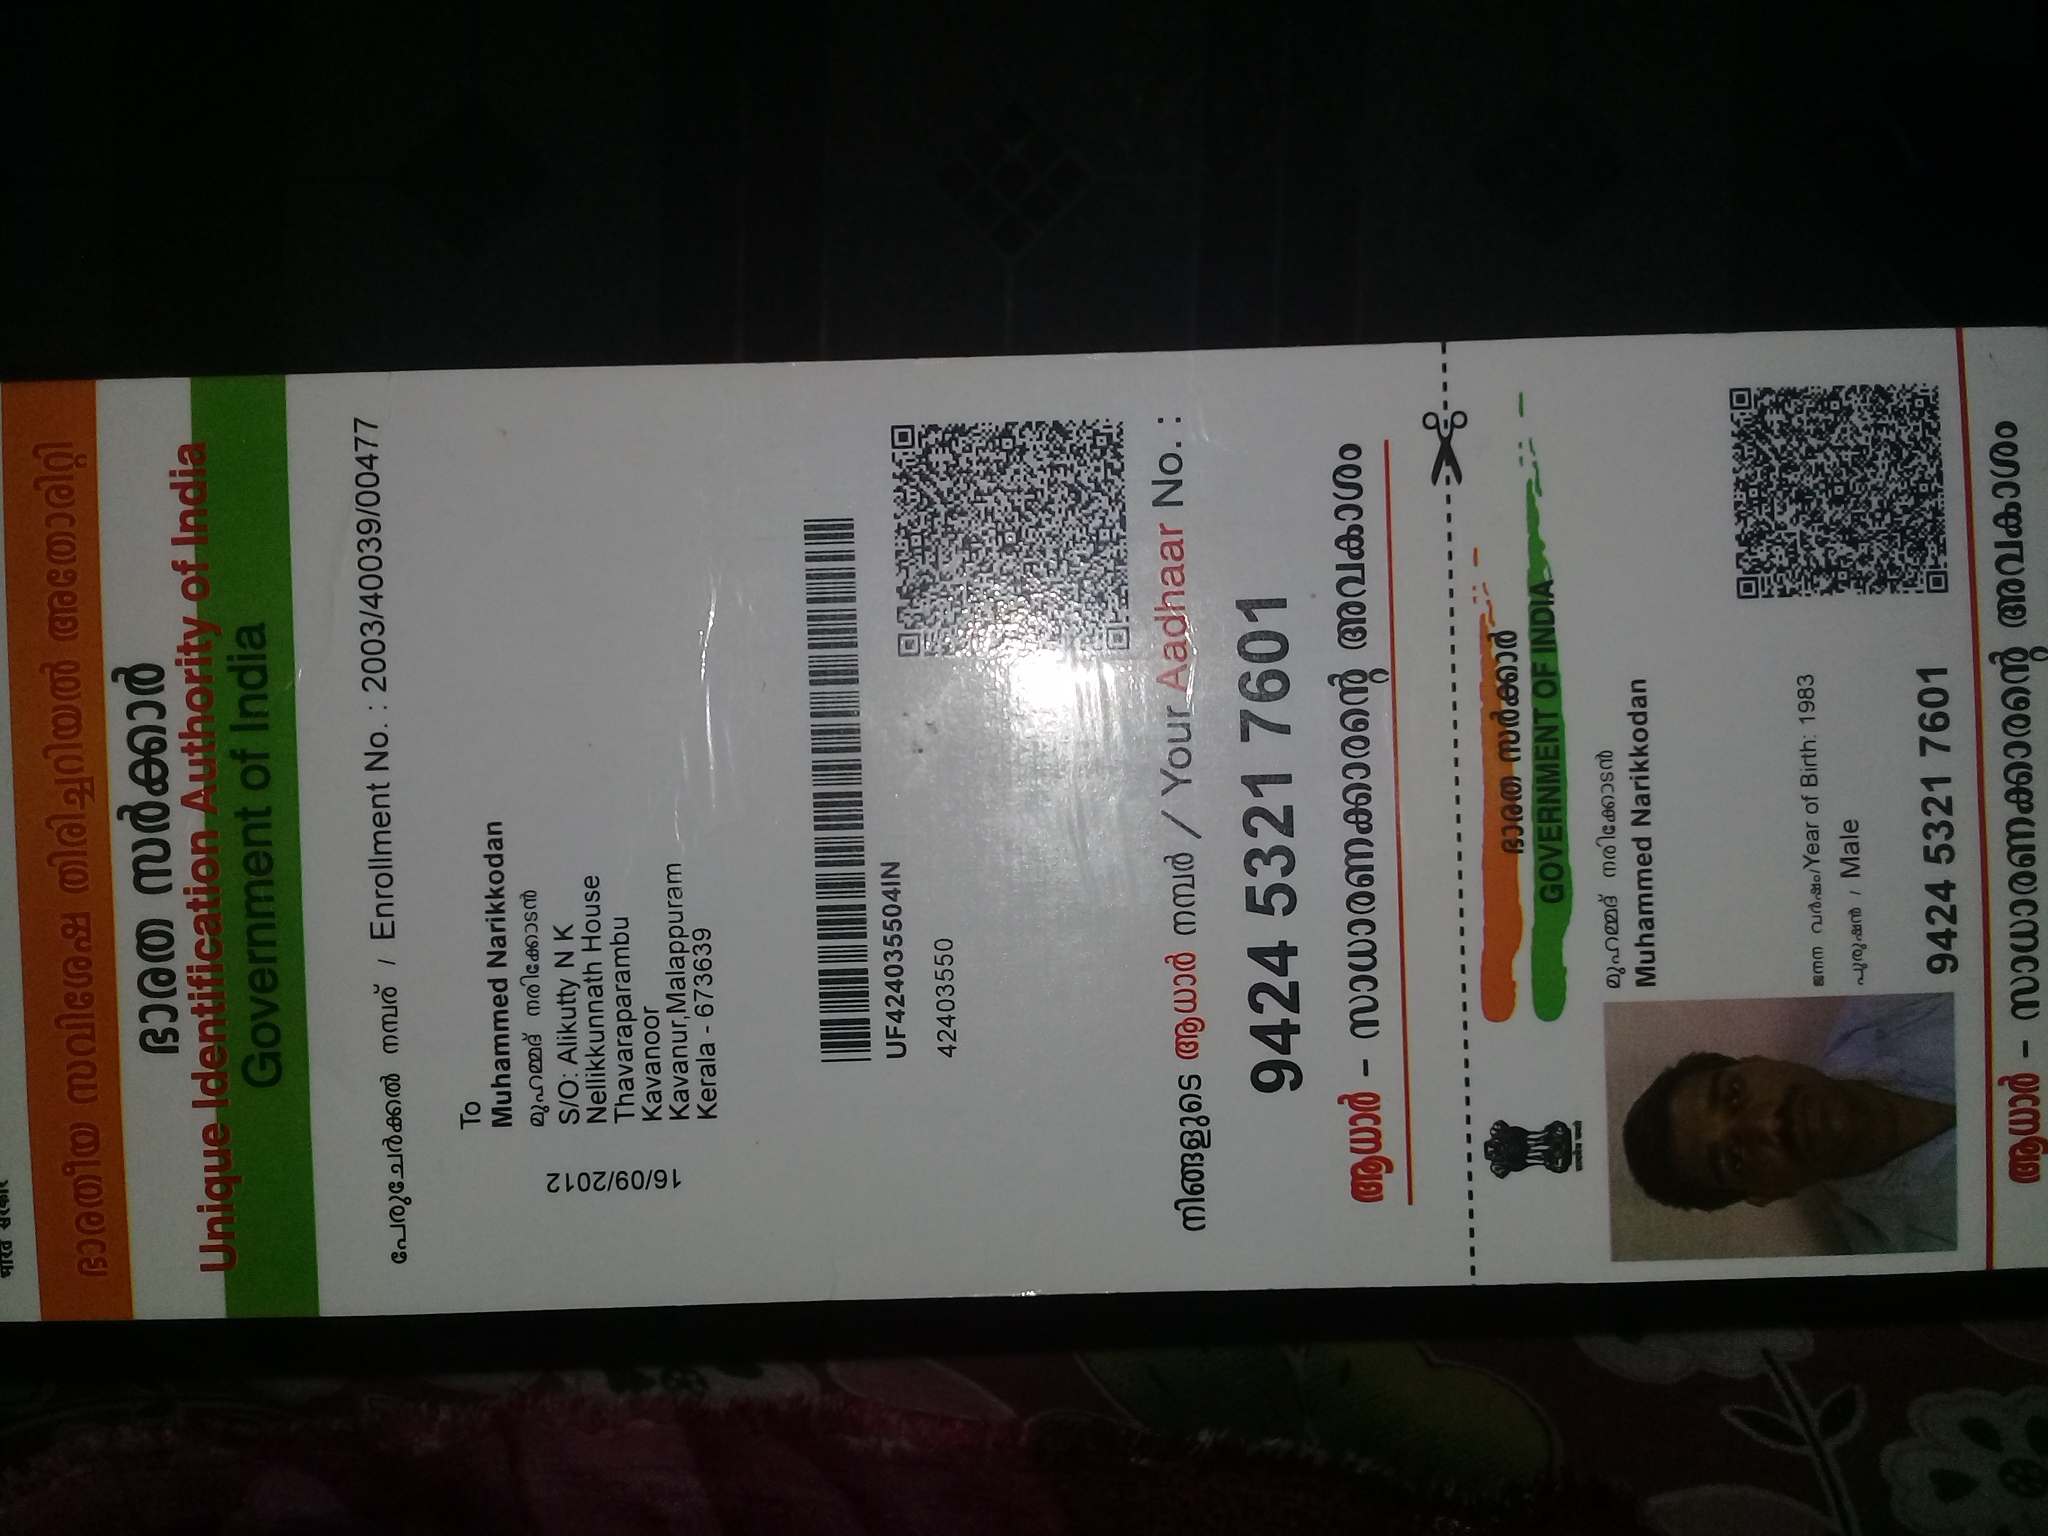 भारत सरकार
ഭാരതീയ സവിശേഷ തിരിച്ചറിയൽ അതോരിറ്റി
ഭാരത സർക്കാർ
Unique Identification Authority of India
Government of India
പേരുചേർക്കൽ നമ്പര് / Enrollment No. : 2003/40039/00477
16/09/2012
To
Muhammed Narikkodan
മുഹമ്മദ് നരിക്കോടൻ
S/O: Alikutty N K
Nellikkunnath House
Thavaraparambu
Kavanoor
Kavanur,Malappuram
Kerala - 673639
UF424035504IN
42403550
നിങ്ങളുടെ ആധാർ നമ്പർ / Your Aadhaar No. :
9424 5321 7601
ആധാർ – സാധാരണക്കാരന്റെ അവകാശം
ഭാരത സർക്കാർ
GOVERNMENT OF INDIA
सत्यमेव जयते
മുഹമ്മദ് നരിക്കോടൻ
Muhammed Narikkodan
ജനന വർഷം/Year of Birth: 1983
പുരുഷൻ / Male
9424 5321 7601
ആധാർ – സാധാരണക്കാരന്റെ അവകാശം